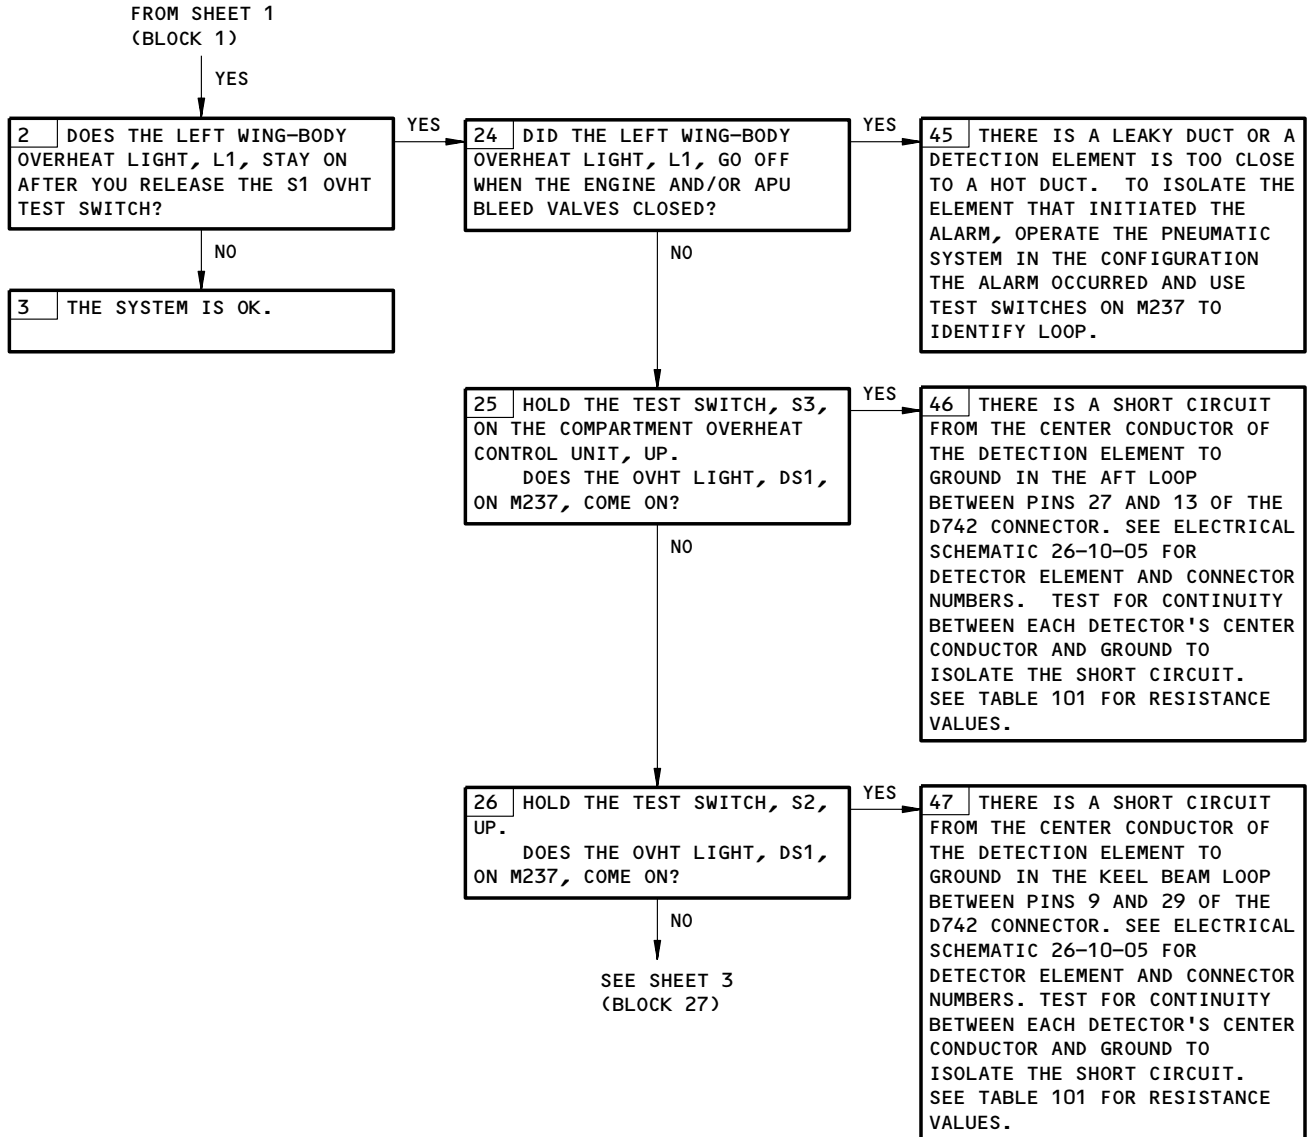 FROM SHEET 1
(BLOCK 1)
YES
2 DOES THE LEFT WING-BODY
OVERHEAT LIGHT, L1, STAY ON
AFTER YOU RELEASE THE S1 OVHT
TEST SWITCH?
YES
NO
3 THE SYSTEM IS OK.
24 DID THE LEFT WING-BODY
OVERHEAT LIGHT, L1, GO OFF
WHEN THE ENGINE AND/OR APU
BLEED VALVES CLOSED?
YES
NO
45 THERE IS A LEAKY DUCT OR A
DETECTION ELEMENT IS TOO CLOSE
TO A HOT DUCT. TO ISOLATE THE
ELEMENT THAT INITIATED THE
ALARM, OPERATE THE PNEUMATIC
SYSTEM IN THE CONFIGURATION
THE ALARM OCCURRED AND USE
TEST SWITCHES ON M237 TO
IDENTIFY LOOP.
25 HOLD THE TEST SWITCH, S3,
ON THE COMPARTMENT OVERHEAT
CONTROL UNIT, UP.
DOES THE OVHT LIGHT, DS1,
ON M237, COME ON?
YES
NO
46 THERE IS A SHORT CIRCUIT
FROM THE CENTER CONDUCTOR OF
THE DETECTION ELEMENT TO
GROUND IN THE AFT LOOP
BETWEEN PINS 27 AND 13 OF THE
D742 CONNECTOR. SEE ELECTRICAL
SCHEMATIC 26-10-05 FOR
DETECTOR ELEMENT AND CONNECTOR
NUMBERS. TEST FOR CONTINUITY
BETWEEN EACH DETECTOR'S CENTER
CONDUCTOR AND GROUND TO
ISOLATE THE SHORT CIRCUIT.
SEE TABLE 101 FOR RESISTANCE
VALUES.
26 HOLD THE TEST SWITCH, S2,
UP.
DOES THE OVHT LIGHT, DS1,
ON M237, COME ON?
YES
NO
SEE SHEET 3
(BLOCK 27)
47 THERE IS A SHORT CIRCUIT
FROM THE CENTER CONDUCTOR OF
THE DETECTION ELEMENT TO
GROUND IN THE KEEL BEAM LOOP
BETWEEN PINS 9 AND 29 OF THE
D742 CONNECTOR. SEE ELECTRICAL
SCHEMATIC 26-10-05 FOR
DETECTOR ELEMENT AND CONNECTOR
NUMBERS. TEST FOR CONTINUITY
BETWEEN EACH DETECTOR'S CENTER
CONDUCTOR AND GROUND TO
ISOLATE THE SHORT CIRCUIT.
SEE TABLE 101 FOR RESISTANCE
VALUES.